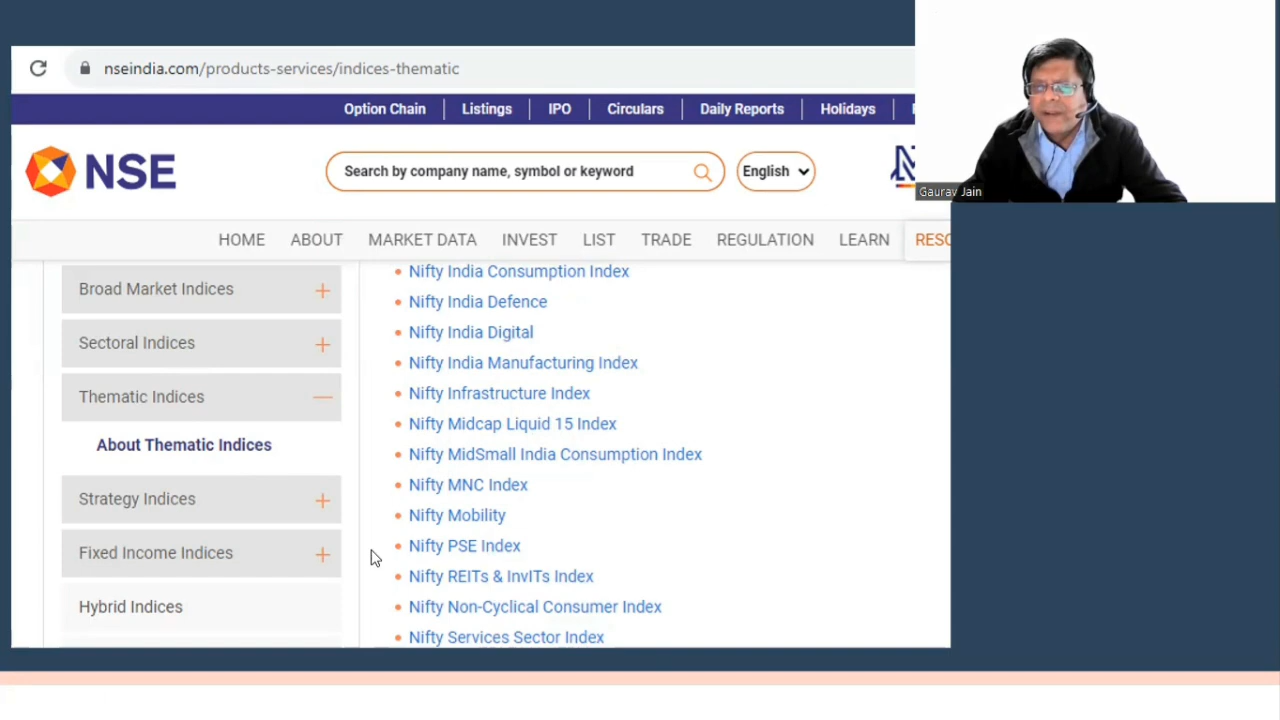 nseindia.com/products-services/indices-thematic
Option Chain Listings IPO Circulars Daily Reports Holidays
NSE
Search by company name, symbol or keyword
English
Gaurav Jain
HOME ABOUT MARKET DATA INVEST LIST TRADE REGULATION LEARN RESO
Broad Market Indices
Sectoral Indices
Thematic Indices
About Thematic Indices
Strategy Indices
Fixed Income Indices
Hybrid Indices
Nifty India Consumption Index
Nifty India Defence
Nifty India Digital
Nifty India Manufacturing Index
Nifty Infrastructure Index
Nifty Midcap Liquid 15 Index
Nifty MidSmall India Consumption Index
Nifty MNC Index
Nifty Mobility
Nifty PSE Index
Nifty REITs & InvITs Index
Nifty Non-Cyclical Consumer Index
Nifty Services Sector Index